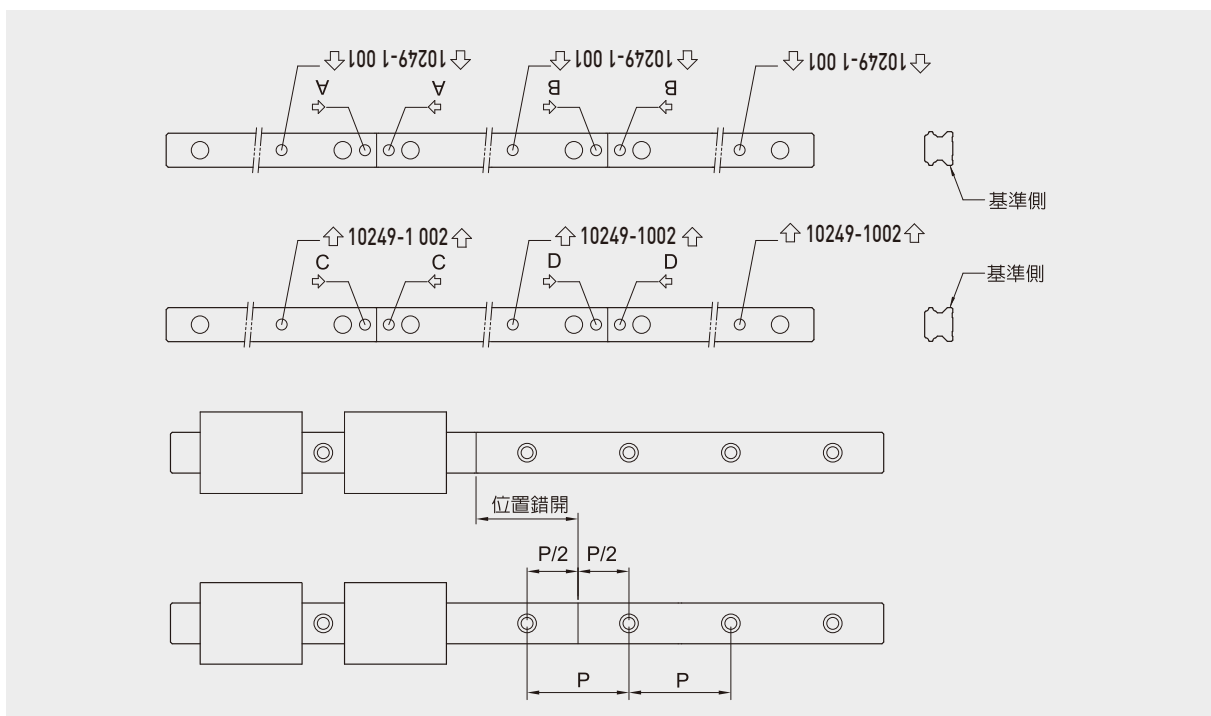 ⇩ 10249-1 001 ⇩ ⇩ 10249-1 001 ⇩ ⇩ 10249-1 001 ⇩
A A B B
⇨ ⇦ ⇨ ⇦
基準側
⇧ 10249-1 002 ⇧ ⇧ 10249-1002 ⇧ ⇧ 10249-1002 ⇧
C C D D
⇨ ⇦ ⇨ ⇦
基準側
位置錯開
P/2 P/2
P P